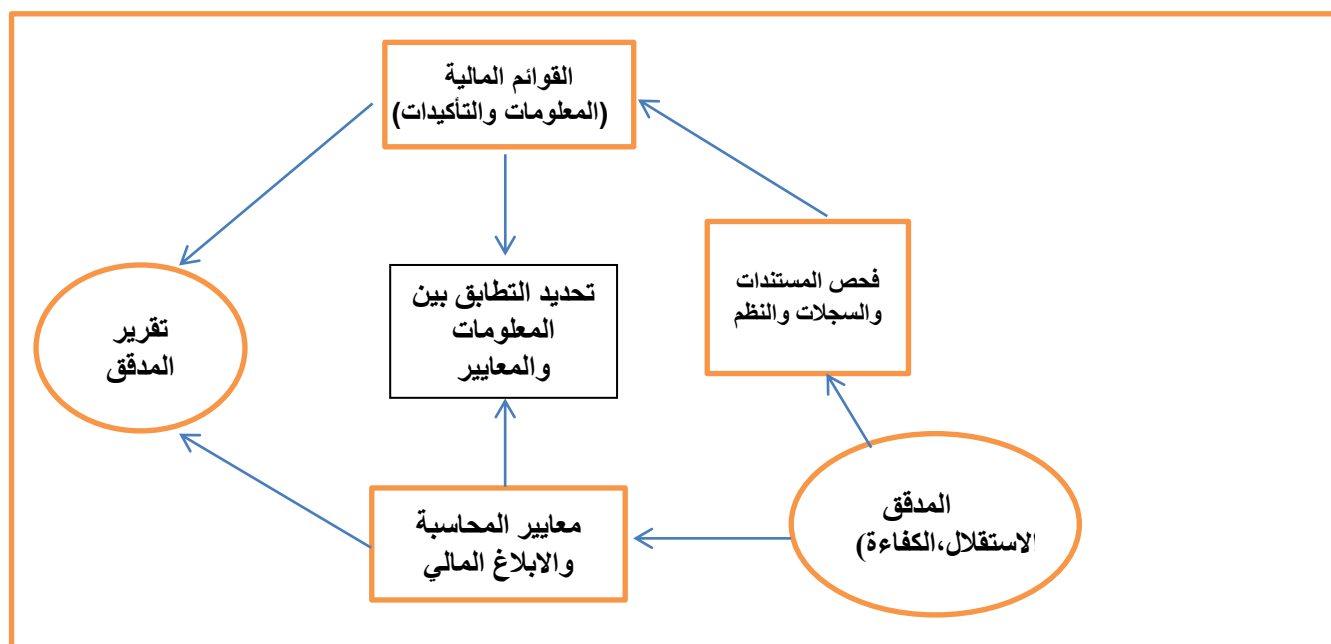 القوائم المالية
(المعلومات والتأكيدات)
فحص المستندات
والسجلات والنظم
تحديد التطابق بين
المعلومات
والمعايير
تقرير
المدقق
المدقق
(الاستقلال،الكفاءة
معايير المحاسبة
والابلاغ المالي